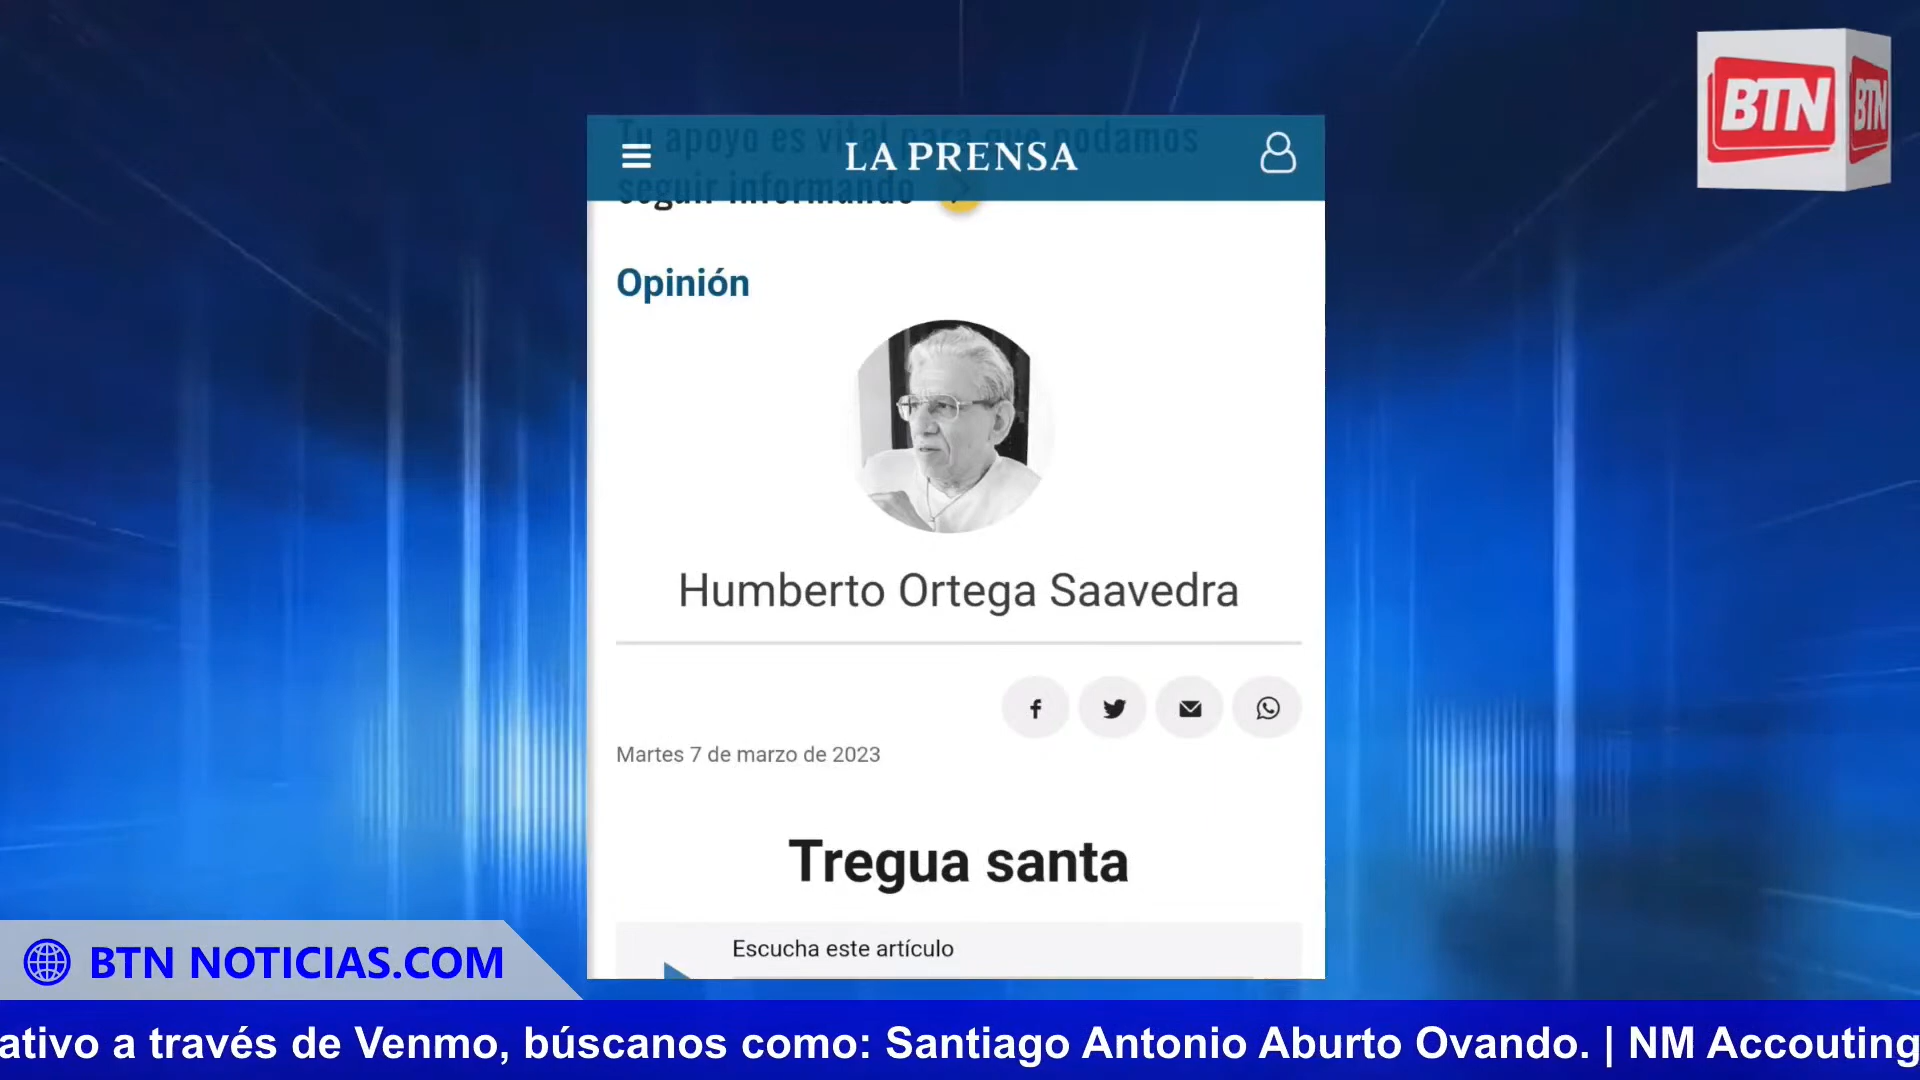 BTN
BTN
Tu apoyo es vital para que podamos
LA PRENSA
seguir informando
Opinión
Humberto Ortega Saavedra
Martes 7 de marzo de 2023
Tregua santa
Escucha este artículo
BTN NOTICIAS.COM
ativo a través de Venmo, búscanos como: Santiago Antonio Aburto Ovando. | NM Accouting